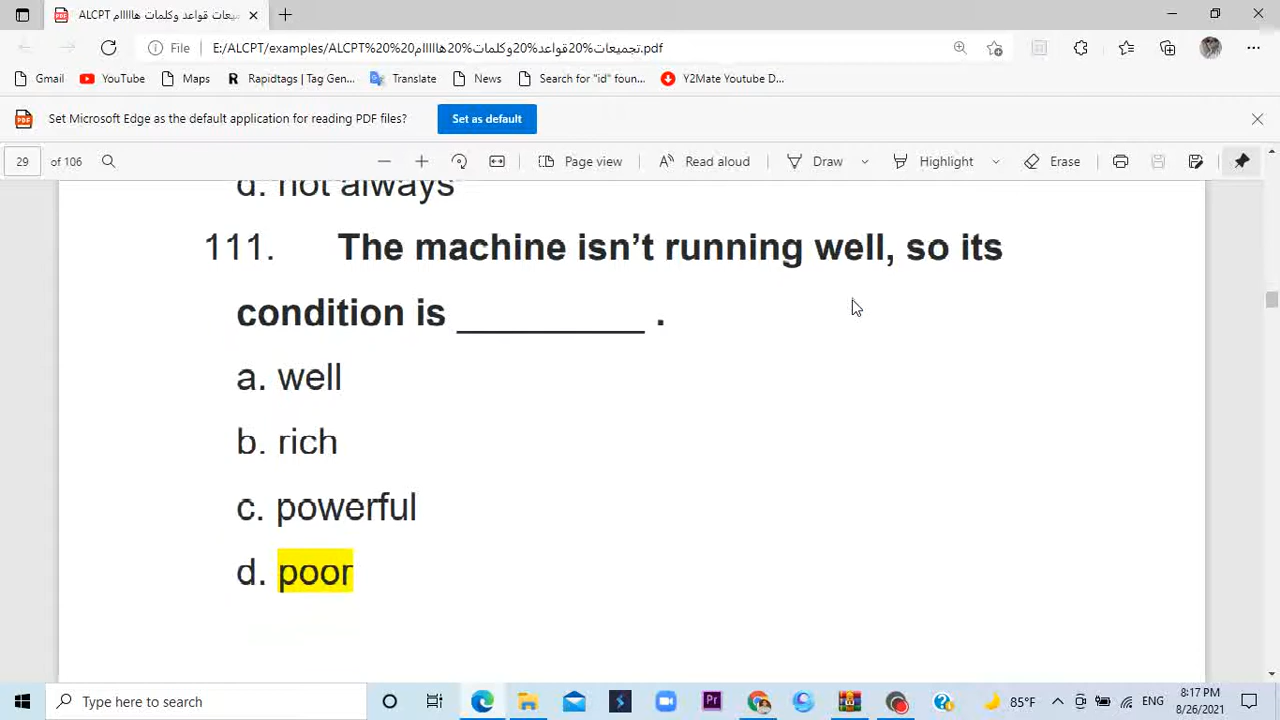 ALCPT تجميعات قواعد وكلمات هااااام
File E:/ALCPT/examples/ALCPT%20%20تجميعات%20قواعد%20وكلمات%20هااااام.pdf
Gmail YouTube Maps Rapidtags | Tag Gen... Translate News Search for "id" foun... Y2Mate Youtube D...
Set Microsoft Edge as the default application for reading PDF files? Set as default
29 of 106 Page view Read aloud Draw Highlight Erase
d. not always
111. The machine isn't running well, so its
condition is _________ .
a. well
b. rich
c. powerful
d. poor
Type here to search 85°F ENG 8:17 PM
8/26/2021